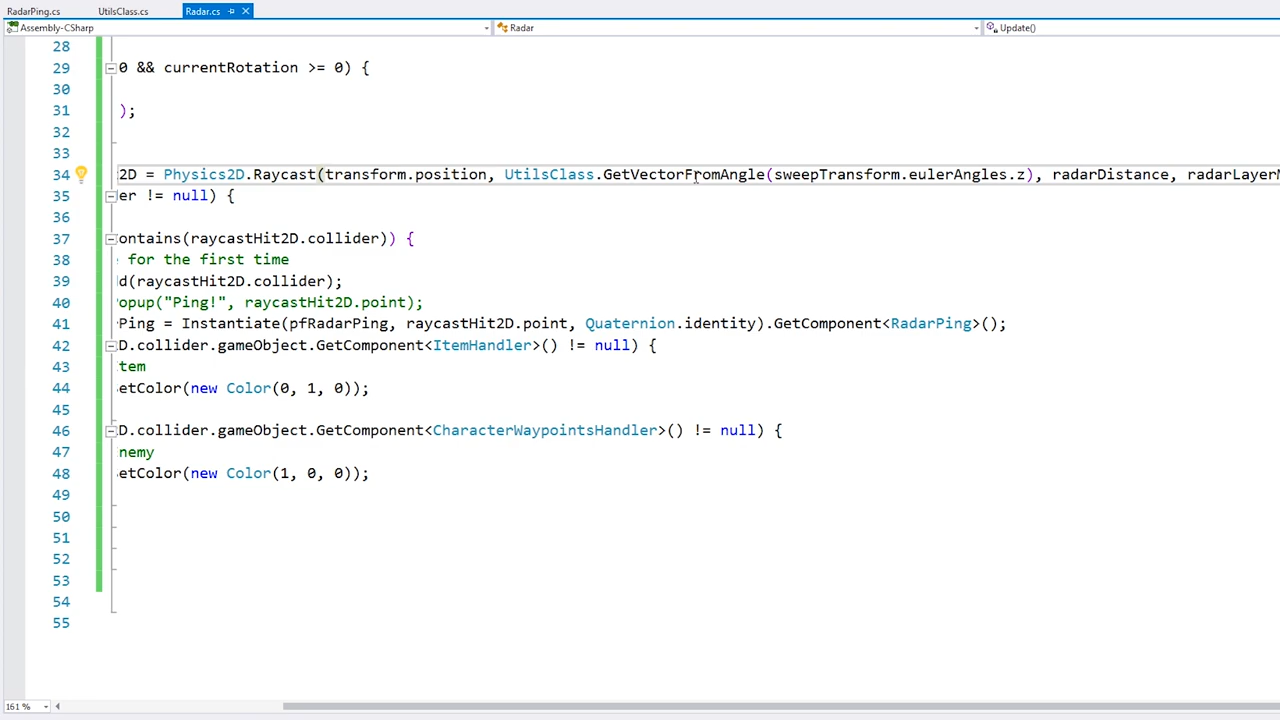 RadarPing.cs UtilsClass.cs Radar.cs
Assembly-CSharp Radar Update()
28
29 0 && currentRotation >= 0) {
30
31 );
32
33
34 2D = Physics2D.Raycast(transform.position, UtilsClass.GetVectorFromAngle(sweepTransform.eulerAngles.z), radarDistance, radarLayerM
35 er != null) {
36
37 ontains(raycastHit2D.collider)) {
38 for the first time
39 d(raycastHit2D.collider);
40 opup("Ping!", raycastHit2D.point);
41 Ping = Instantiate(pfRadarPing, raycastHit2D.point, Quaternion.identity).GetComponent<RadarPing>();
42 D.collider.gameObject.GetComponent<ItemHandler>() != null) {
43 tem
44 etColor(new Color(0, 1, 0));
45
46 D.collider.gameObject.GetComponent<CharacterWaypointsHandler>() != null) {
47 nemy
48 etColor(new Color(1, 0, 0));
49
50
51
52
53
54
55
161 %